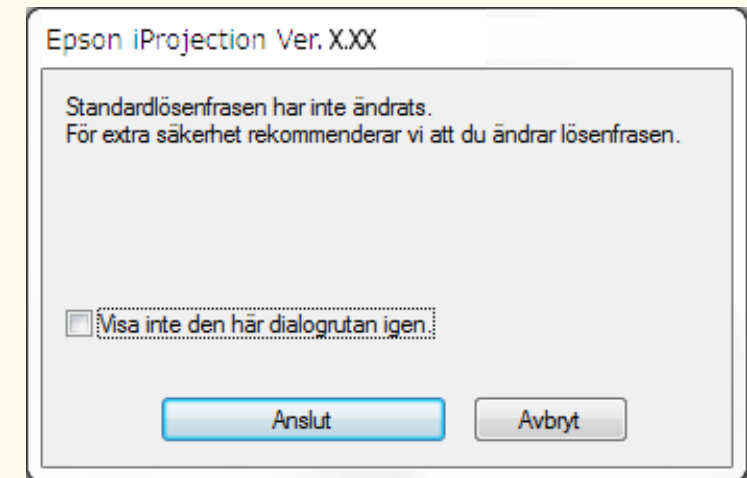 Epson iProjection Ver. X.XX
Standardlösenfrasen har inte ändrats.
För extra säkerhet rekommenderar vi att du ändrar lösenfrasen.
Visa inte den här dialogrutan igen.
Anslut
Avbryt